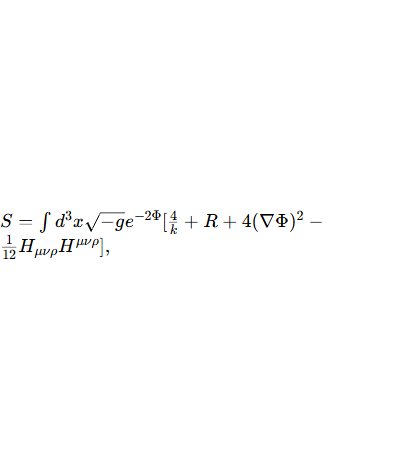 S = ∫ d³x√−g e^{−2Φ}[4/k + R + 4(∇Φ)² −
1/12 H_{μνρ}H^{μνρ}],